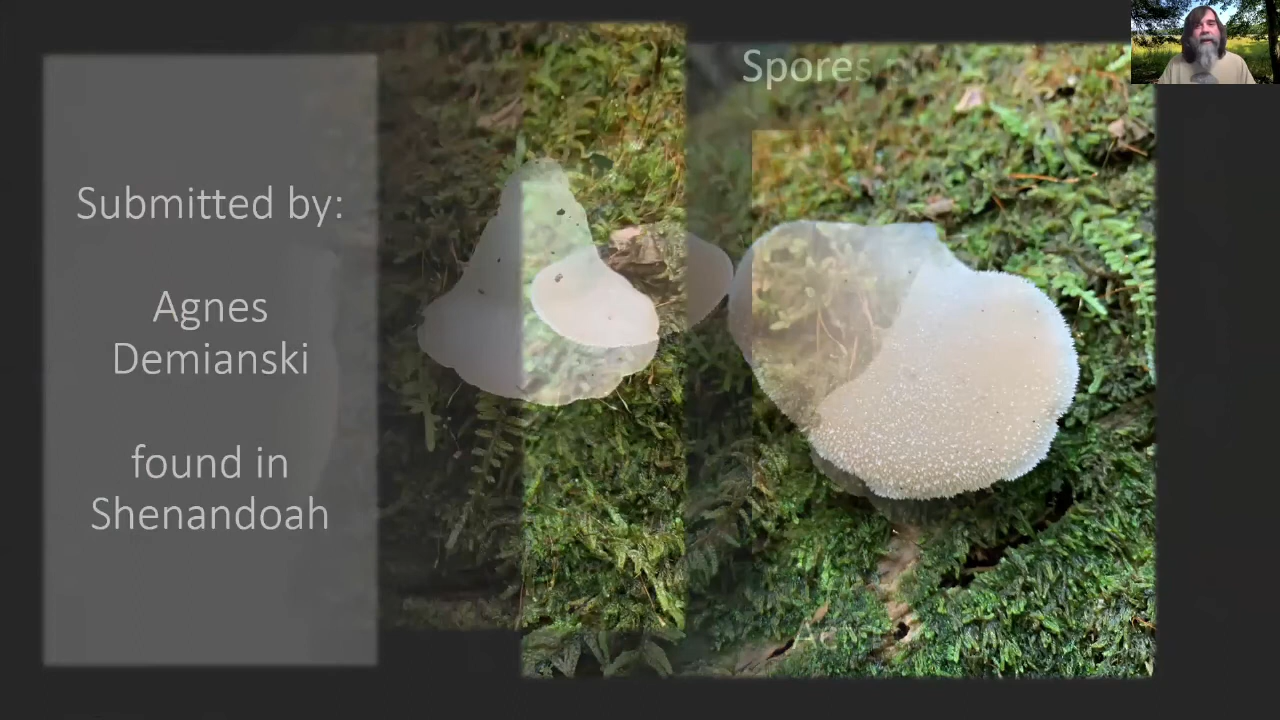 Submitted by:
Agnes
Demianski
found in
Shenandoah
Spores